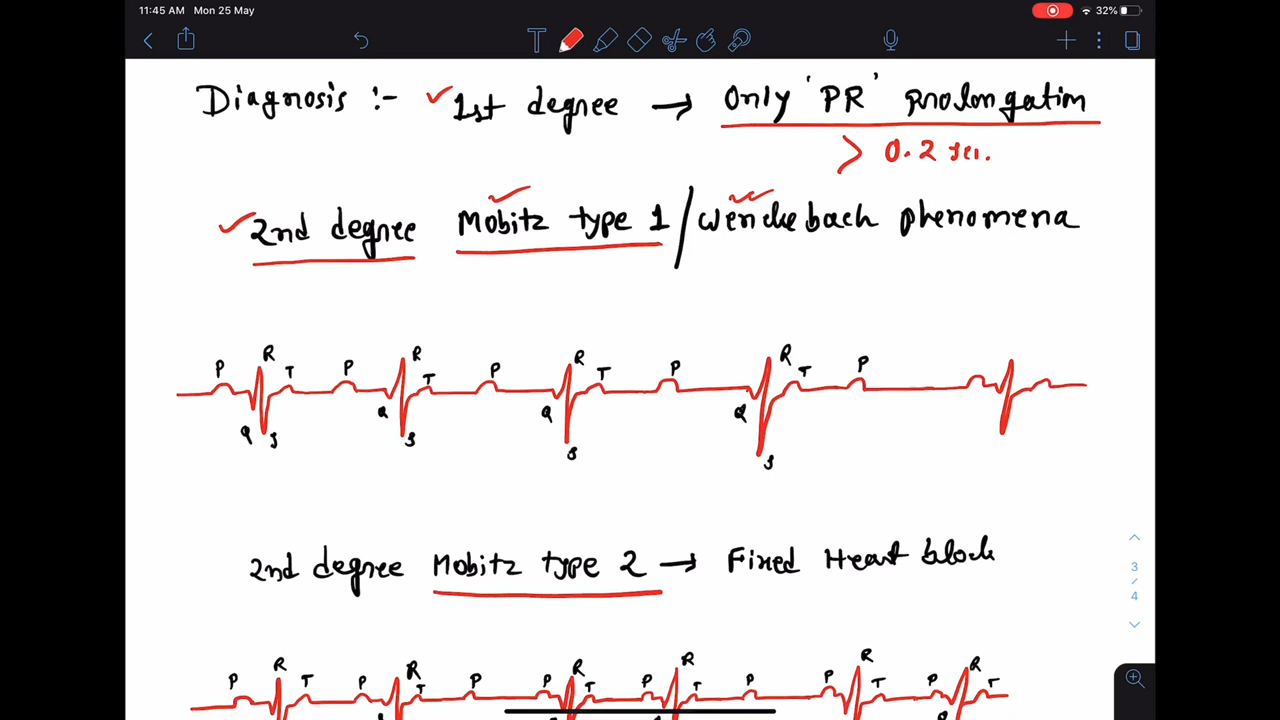 11:45 AM Mon 25 May
32%
Diagnosis :- ✓ 1st degree → Only 'PR' prolongation
> 0.2 sec.
✓ 2nd degree Mobitz type 1 / Wenckebach phenomena
P R T P R T P R T P R T P
Q S Q S Q S Q S
2nd degree Mobitz type 2 → Fixed Heart block
3 / 4
P R T P R T P P R T P R T P P R T P R T